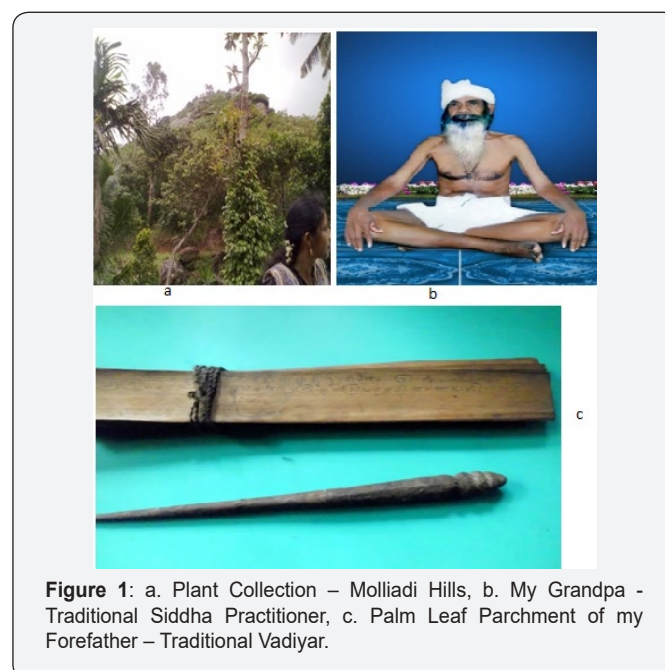 a
b
c
Figure 1: a. Plant Collection – Molliadi Hills, b. My Grandpa -
Traditional Siddha Practitioner, c. Palm Leaf Parchment of my
Forefather – Traditional Vadiyar.